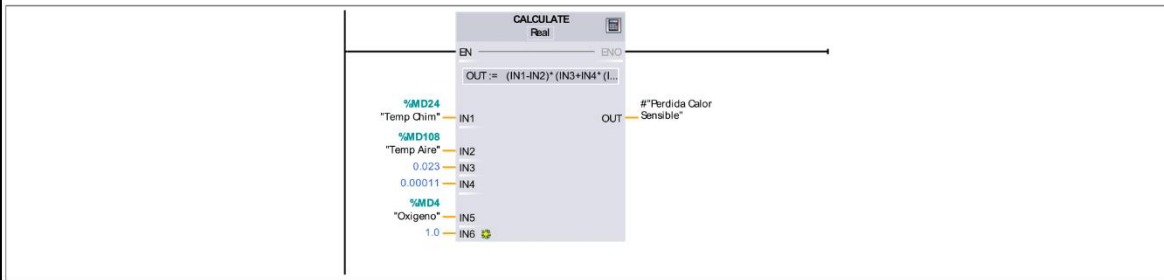 CALCULATE
Real
EN ENO
OUT := (IN1-IN2)*(IN3+IN4*(I...
%MD24
"Temp Chim" IN1
#"Perdida Calor
Sensible"
OUT
%MD108
"Temp Aire" IN2
0.023 IN3
0.00011 IN4
%MD4
"Oxigeno" IN5
1.0 IN6